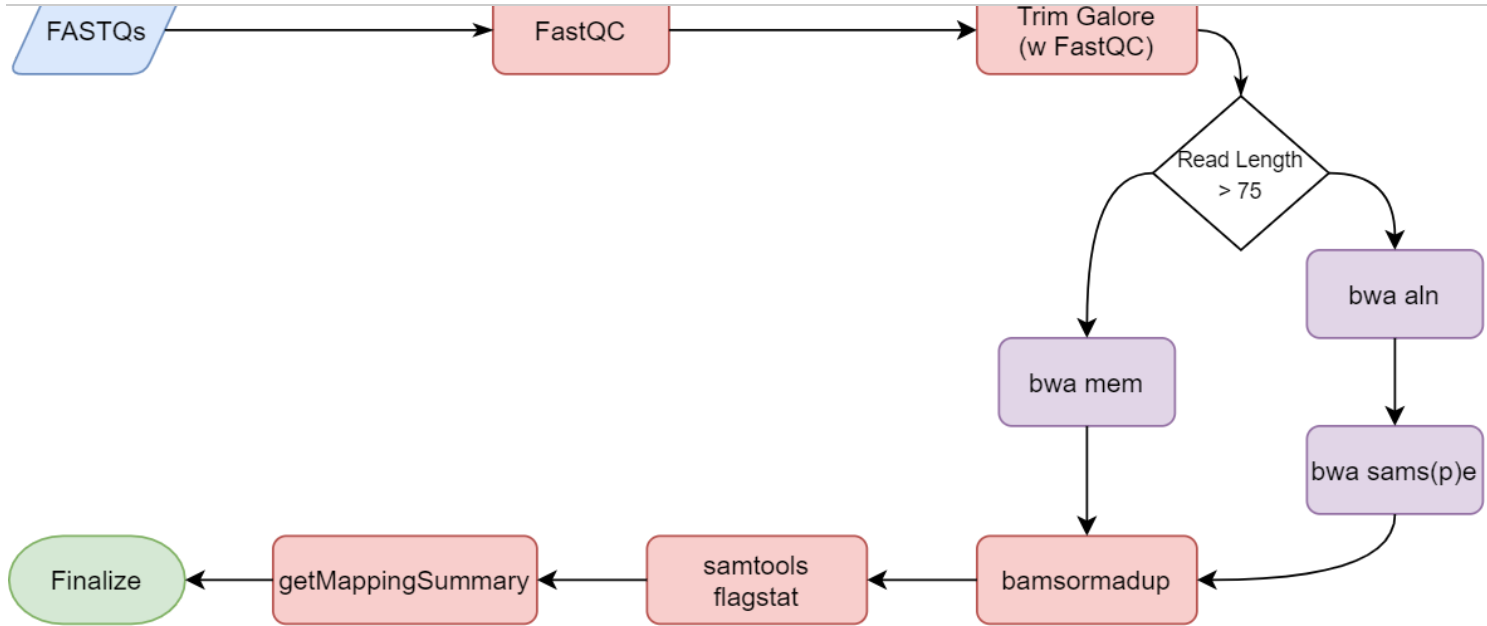 FASTQs
FastQC
Trim Galore
(w FastQC)
Read Length
> 75
bwa aln
bwa mem
bwa sams(p)e
Finalize
getMappingSummary
samtools
flagstat
bamsormadup